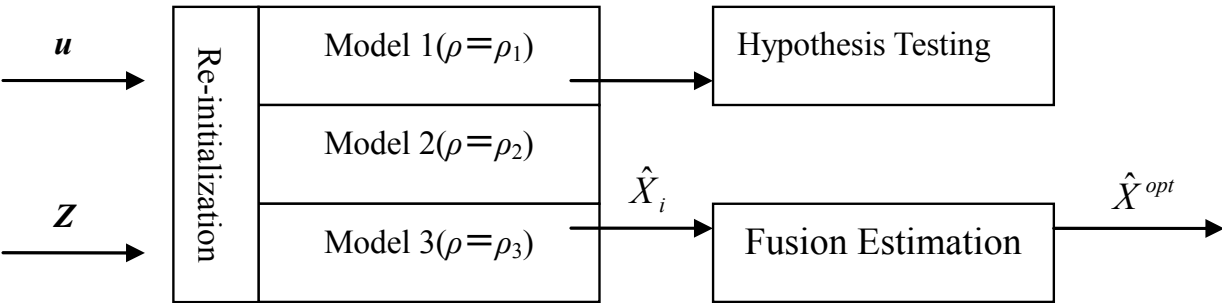 u
Z
Re-initialization
Model 1(ρ=ρ₁)
Model 2(ρ=ρ₂)
Model 3(ρ=ρ₃)
Hypothesis Testing
X̂ᵢ
Fusion Estimation
X̂ᵒᵖᵗ